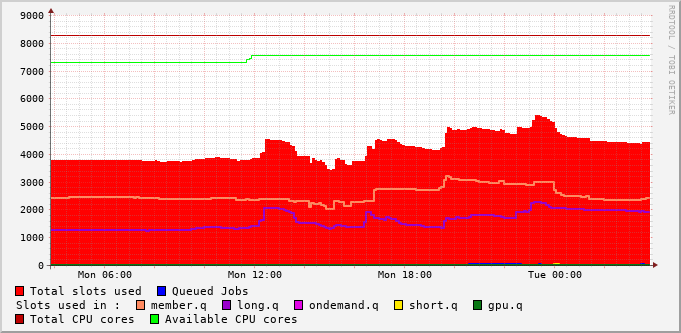 9000
8000
7000
6000
5000
4000
3000
2000
1000
0
Mon 06:00 Mon 12:00 Mon 18:00 Tue 00:00
Total slots used Queued Jobs
Slots used in : member.q long.q ondemand.q short.q gpu.q
Total CPU cores Available CPU cores
RRDTOOL / TOBI OETIKER